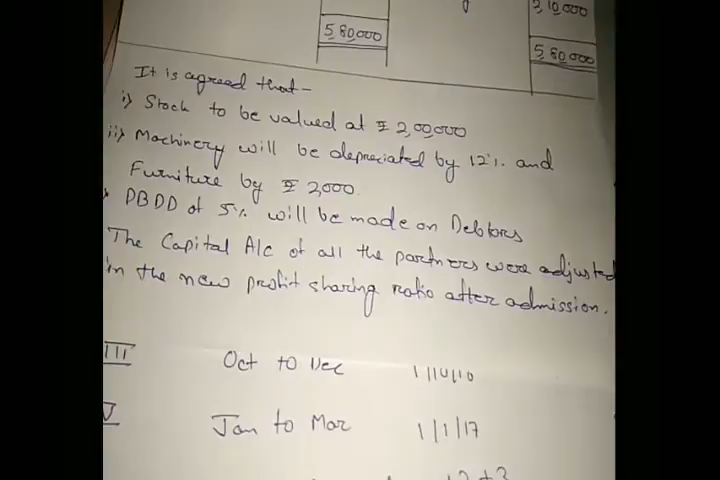 3,10,000
5,80,000
5,80,000
It is agreed that -
i) Stock to be valued at ₹ 2,00,000
ii) Machinery will be depreciated by 12%. and
Furniture by ₹ 2,000.
PBDD of 5% will be made on Debtors
The Capital A/c of all the partners were adjusted
in the new profit sharing ratio after admission.
III Oct to Dec
V Jan to Mar 1/1/17